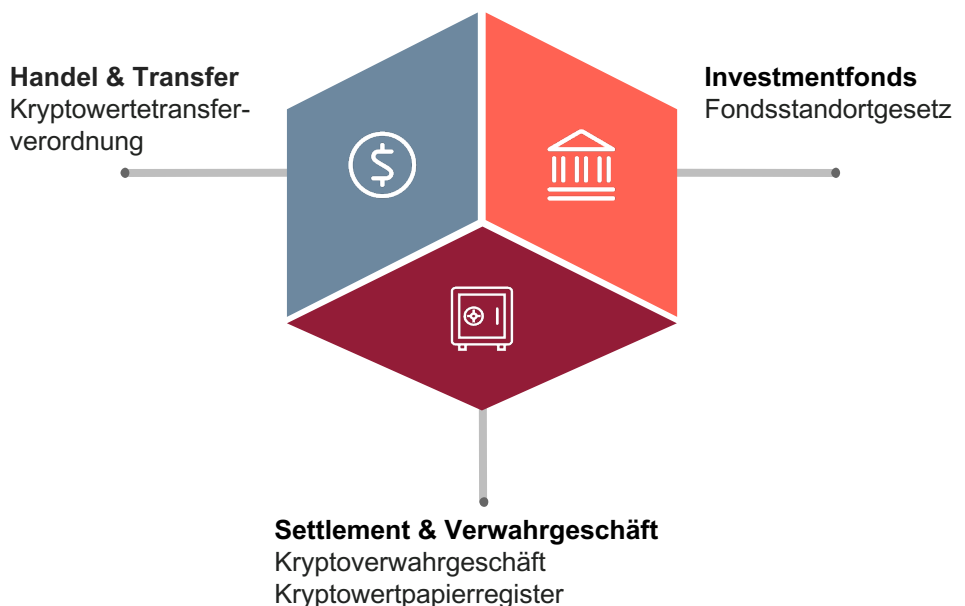 Handel & Transfer
Kryptowertetransfer-
verordnung
Investmentfonds
Fondsstandortgesetz
Settlement & Verwahrgeschäft
Kryptoverwahrgeschäft
Kryptowertpapierregister